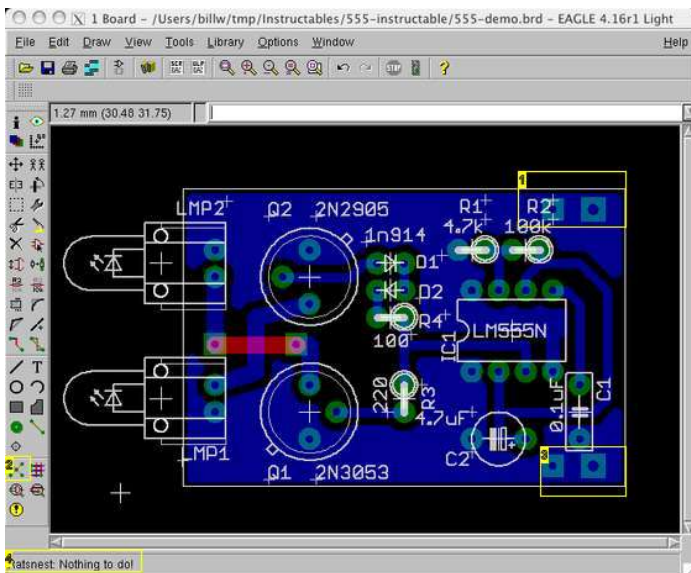 1 Board - /Users/billw/tmp/Instructables/555-instructable/555-demo.brd - EAGLE 4.16r1 Light
File Edit Draw View Tools Library Options Window Help
1.27 mm (30.48 31.75)
1
LMP2 Q2 2N2905 R1 R2
4.7k 100k
1n914
D1
D2
R4
100
IC1 LM555N
220 R3
4.7uF
0.1uF C1
C2
LMP1
Q1 2N3053
3
2
4
Ratsnest: Nothing to do!